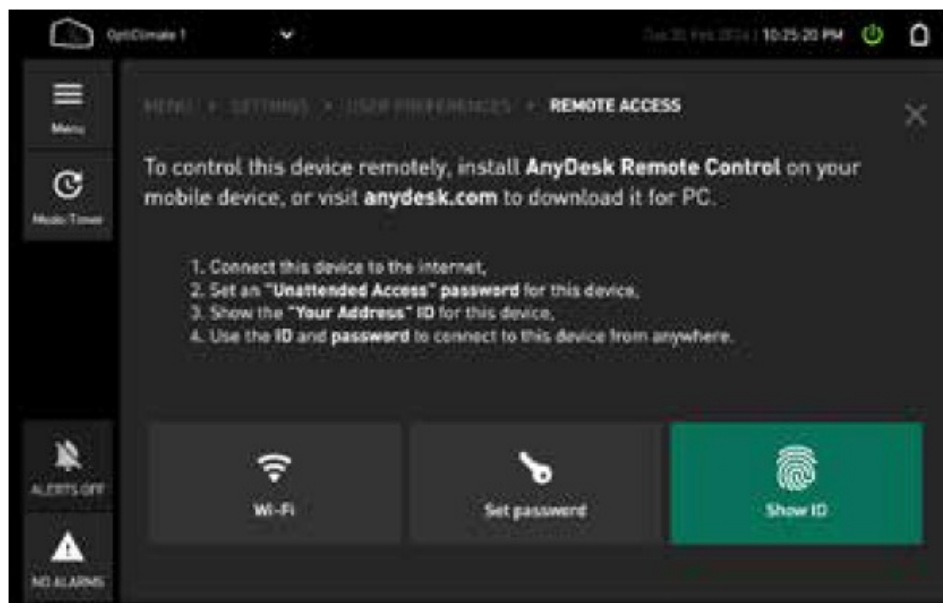 OptiClimate 1
10:25:20 PM
Menu
MENU SETTINGS USER PREFERENCES REMOTE ACCESS
To control this device remotely, install AnyDesk Remote Control on your
mobile device, or visit anydesk.com to download it for PC.
1. Connect this device to the internet,
2. Set an "Unattended Access" password for this device,
3. Show the "Your Address" ID for this device,
4. Use the ID and password to connect to this device from anywhere.
Wi-Fi
Set password
Show ID
ALERTS OFF
NO ALARMS